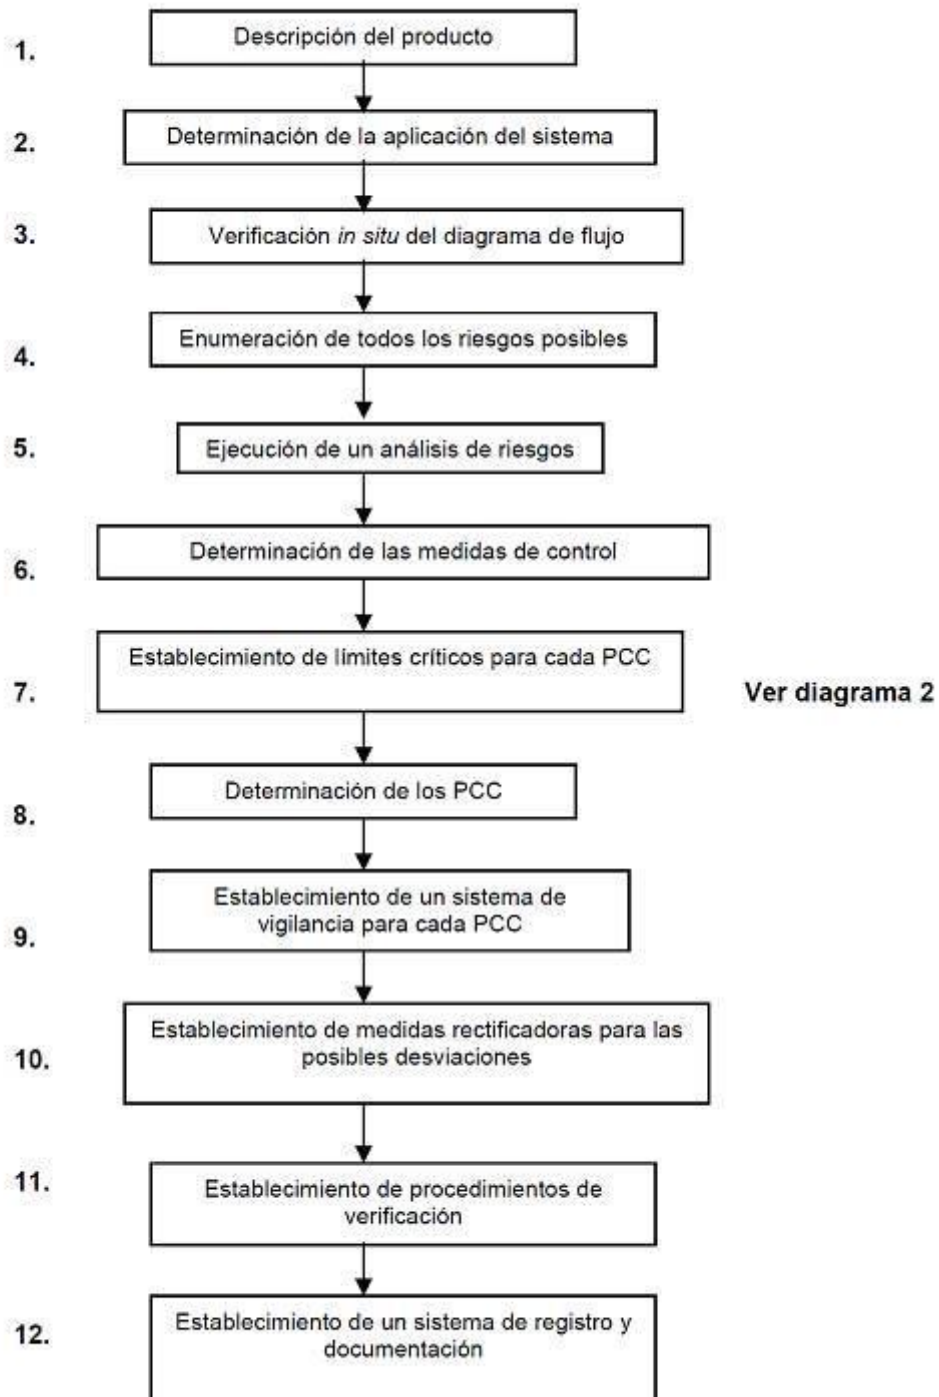 1. Descripción del producto
2. Determinación de la aplicación del sistema
3. Verificación in situ del diagrama de flujo
4. Enumeración de todos los riesgos posibles
5. Ejecución de un análisis de riesgos
6. Determinación de las medidas de control
Establecimiento de límites críticos para cada PCC
7. Ver diagrama 2
8. Determinación de los PCC
Establecimiento de un sistema de
9. vigilancia para cada PCC
Establecimiento de medidas rectificadoras para las
10. posibles desviaciones
11. Establecimiento de procedimientos de
verificación
Establecimiento de un sistema de registro y
12. documentación